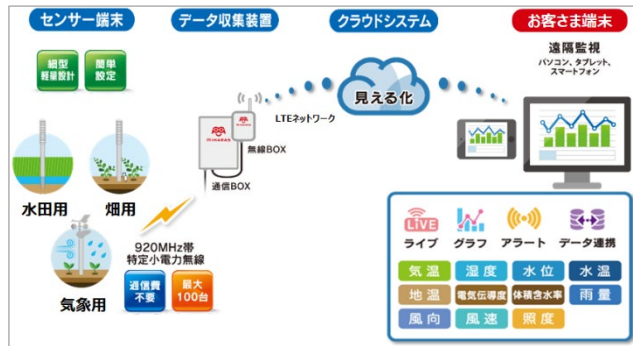 センサー端末
データ収集装置
クラウドシステム
お客さま端末
細型
軽量設計
簡単
設定
水田用
畑用
気象用
920MHz帯
特定小電力無線
通信費
不要
最大
100台
無線BOX
通信BOX
LTEネットワーク
見える化
遠隔監視
パソコン、タブレット、
スマートフォン
LIVE
ライブ
グラフ
アラート
データ連携
気温
湿度
水位
水温
地温
電気伝導度
体積含水率
雨量
風向
風速
照度